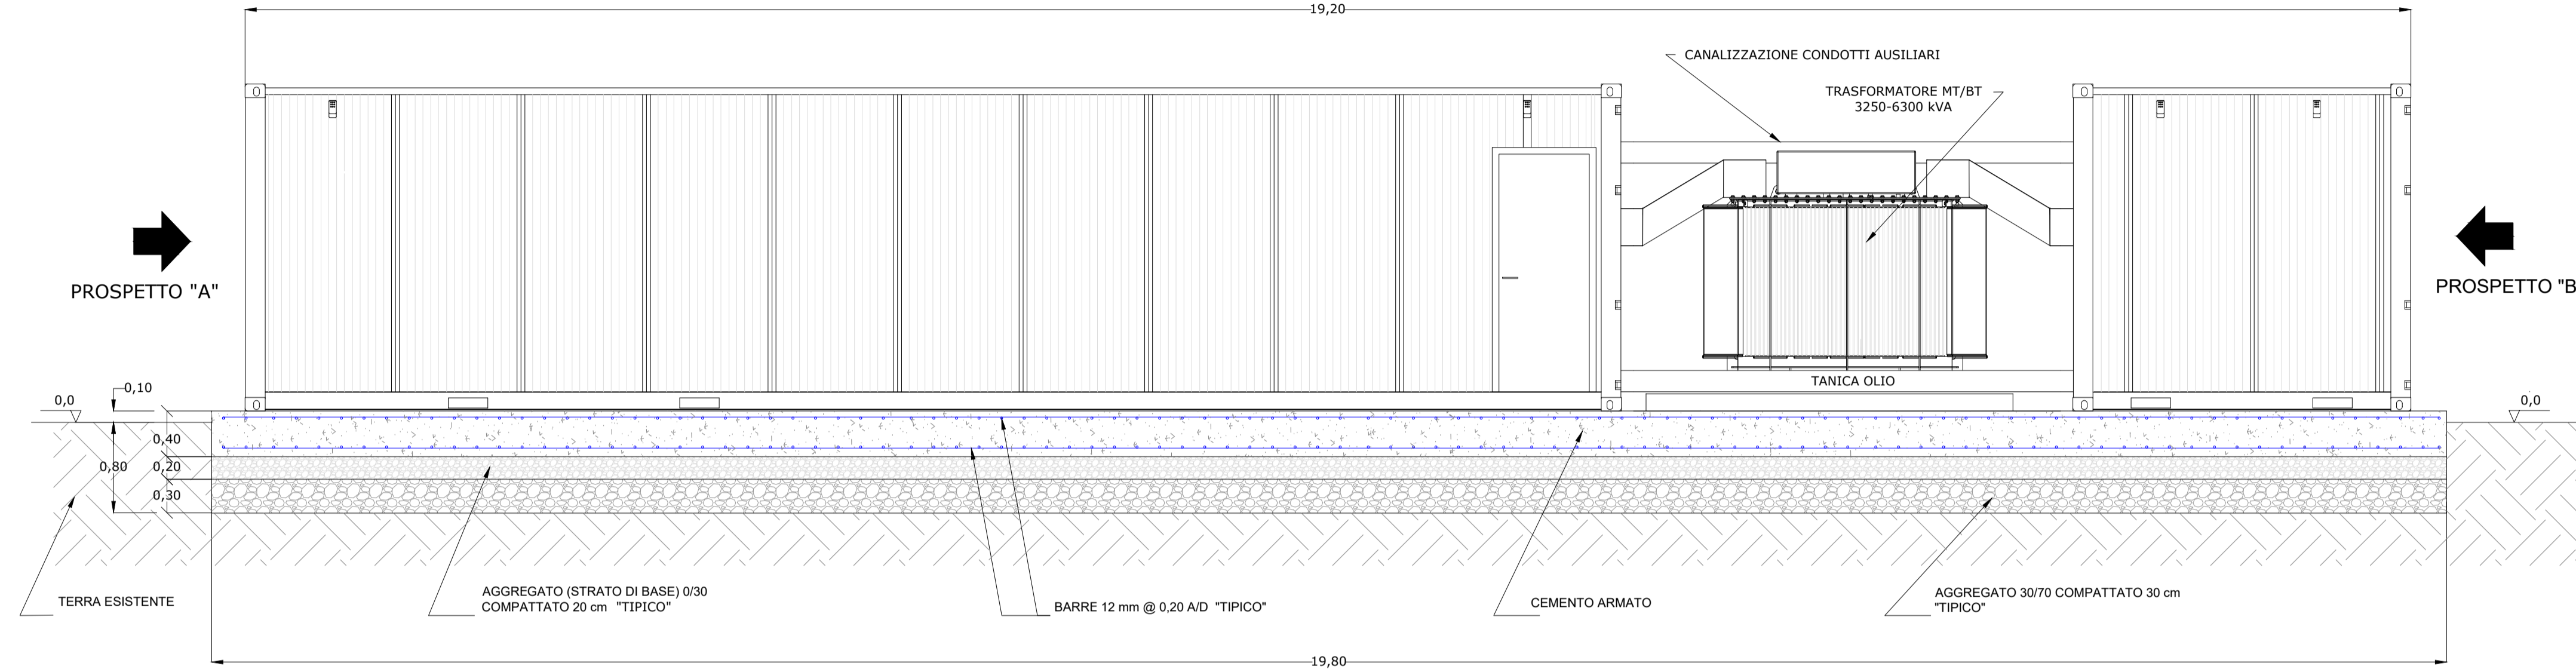 19,20
CANALIZZAZIONE CONDOTTI AUSILIARI
TRASFORMATORE MT/BT
3250-6300 kVA
PROSPETTO "A"
PROSPETTO "B
TANICA OLIO
0,10
0,0
0,0
0,40
0,80
0,20
0,30
TERRA ESISTENTE
AGGREGATO (STRATO DI BASE) 0/30
COMPATTATO 20 cm "TIPICO"
BARRE 12 mm @ 0,20 A/D "TIPICO"
CEMENTO ARMATO
AGGREGATO 30/70 COMPATTATO 30 cm
"TIPICO"
19,80